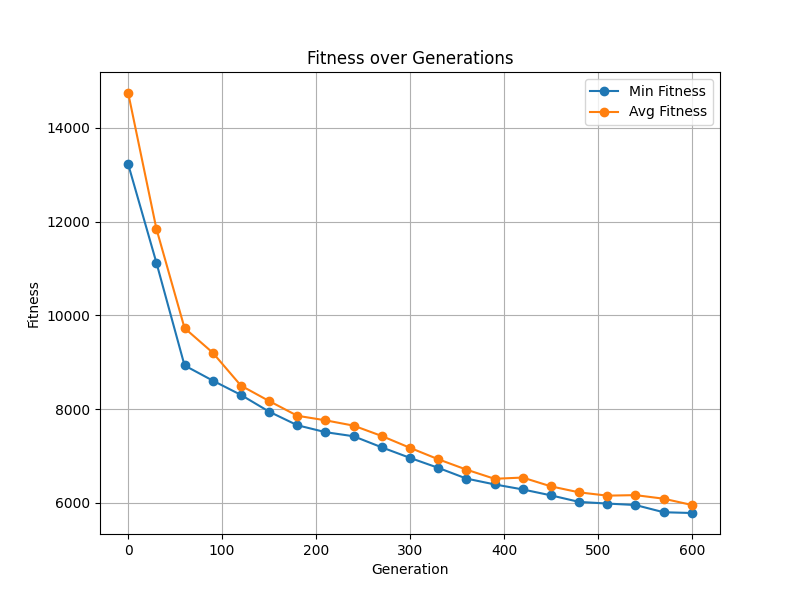 Fitness over Generations
Min Fitness
Avg Fitness
14000
12000
10000
8000
6000
Fitness
0 100 200 300 400 500 600
Generation